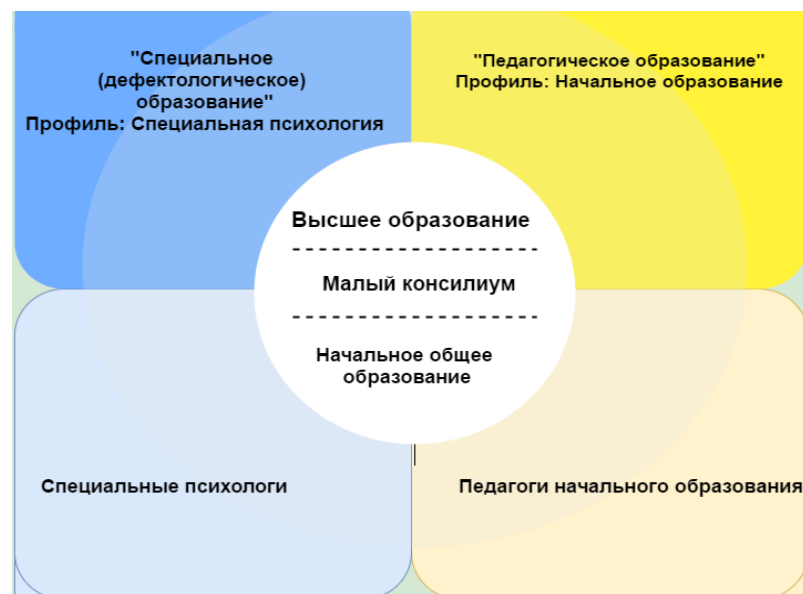 "Специальное
(дефектологическое)
образование"
Профиль: Специальная психология
"Педагогическое образование"
Профиль: Начальное образование
Высшее образование
Малый консилиум
Начальное общее
образование
Специальные психологи
Педагоги начального образования